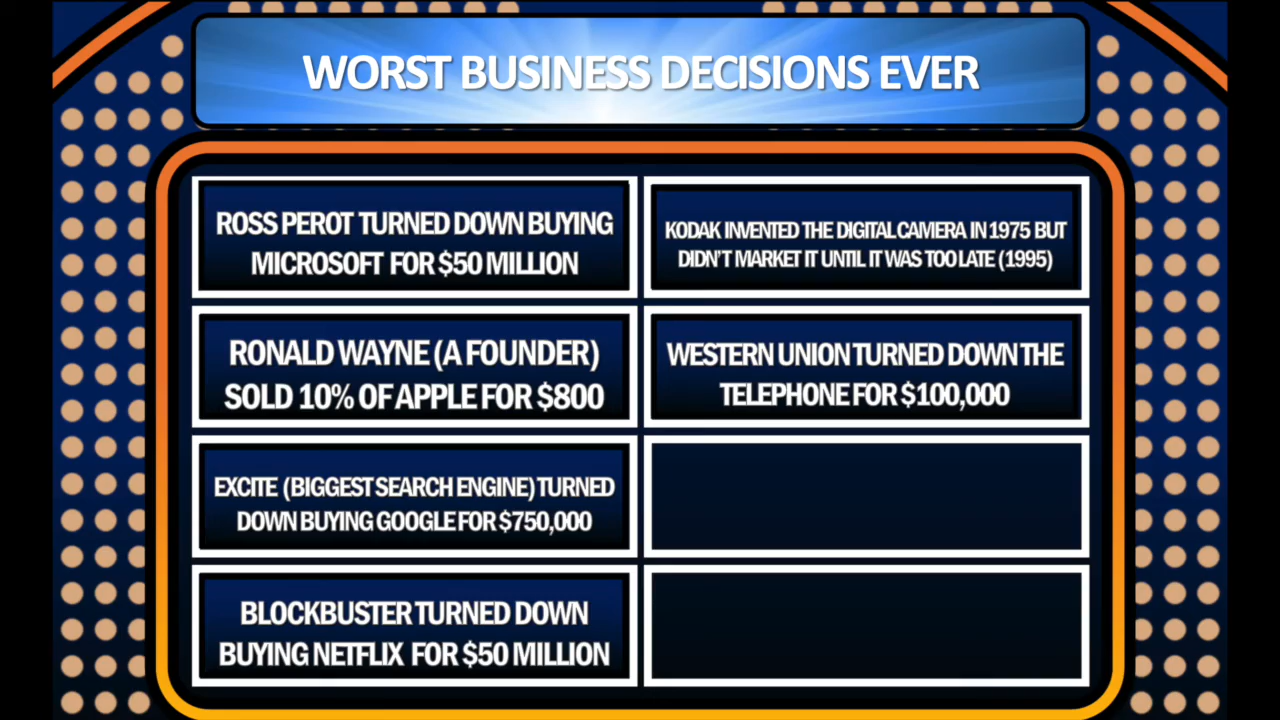 WORST BUSINESS DECISIONS EVER
ROSS PEROT TURNED DOWN BUYING
MICROSOFT FOR $50 MILLION
RONALD WAYNE (A FOUNDER)
SOLD 10% OF APPLE FOR $800
EXCITE (BIGGEST SEARCH ENGINE) TURNED
DOWN BUYING GOOGLE FOR $750,000
BLOCKBUSTER TURNED DOWN
BUYING NETFLIX FOR $50 MILLION
KODAK INVENTED THE DIGITAL CAMERA IN 1975 BUT
DIDN'T MARKET IT UNTIL IT WAS TOO LATE (1995)
WESTERN UNION TURNED DOWN THE
TELEPHONE FOR $100,000